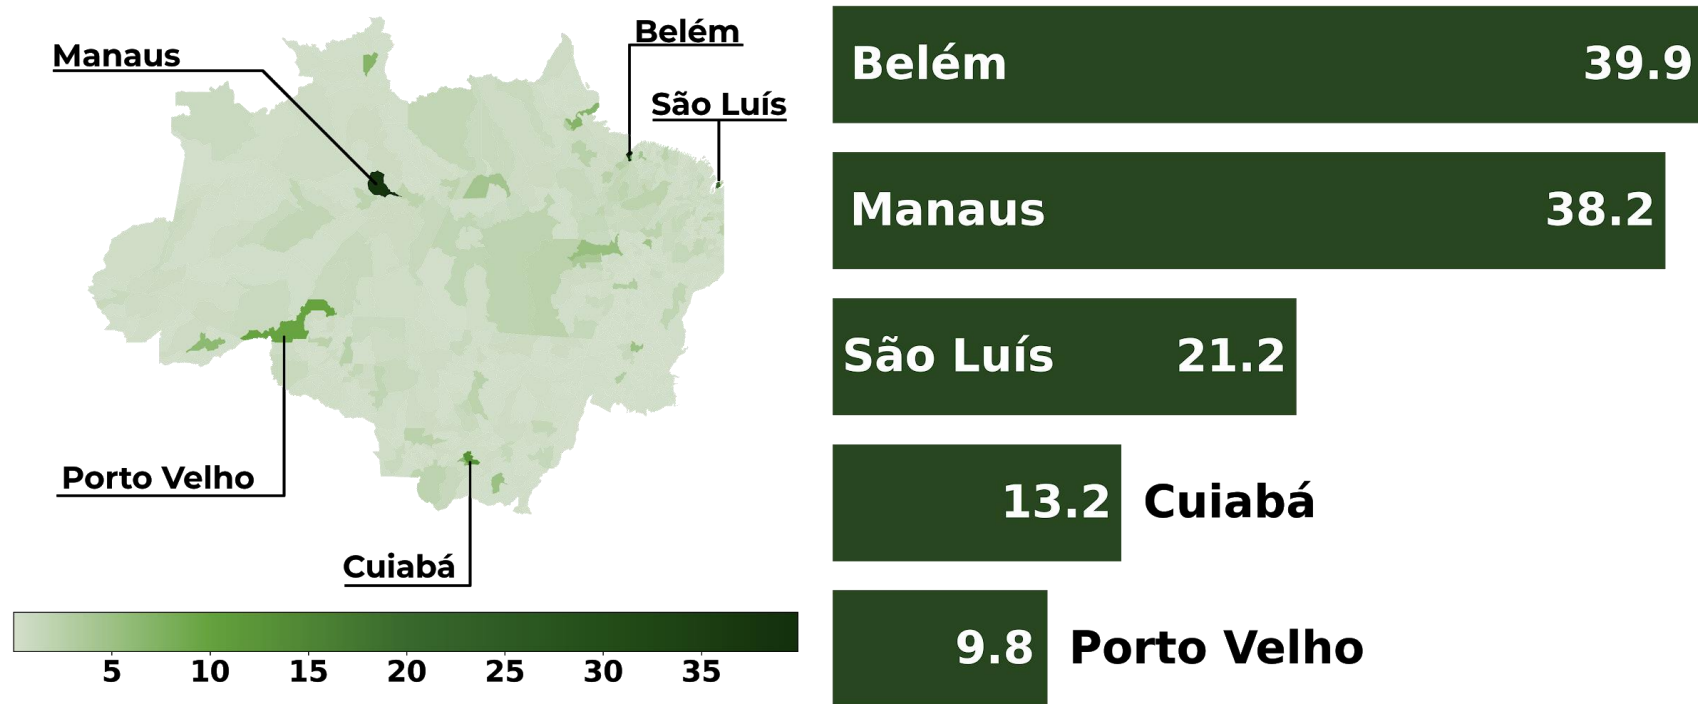 Manaus
Belém
São Luís
Porto Velho
Cuiabá
5 10 15 20 25 30 35
Belém 39.9
Manaus 38.2
São Luís 21.2
13.2 Cuiabá
9.8 Porto Velho